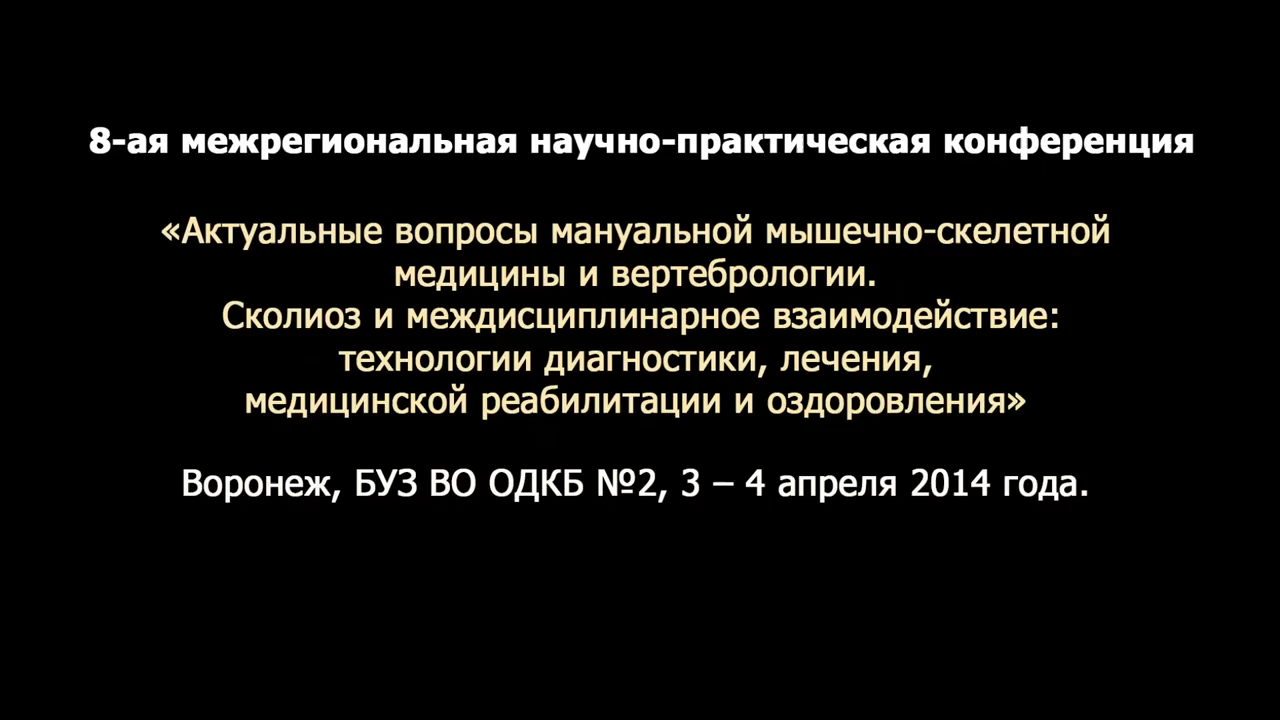 8-ая межрегиональная научно-практическая конференция
«Актуальные вопросы мануальной мышечно-скелетной
медицины и вертебрологии.
Сколиоз и междисциплинарное взаимодействие:
технологии диагностики, лечения,
медицинской реабилитации и оздоровления»
Воронеж, БУЗ ВО ОДКБ №2, 3 – 4 апреля 2014 года.